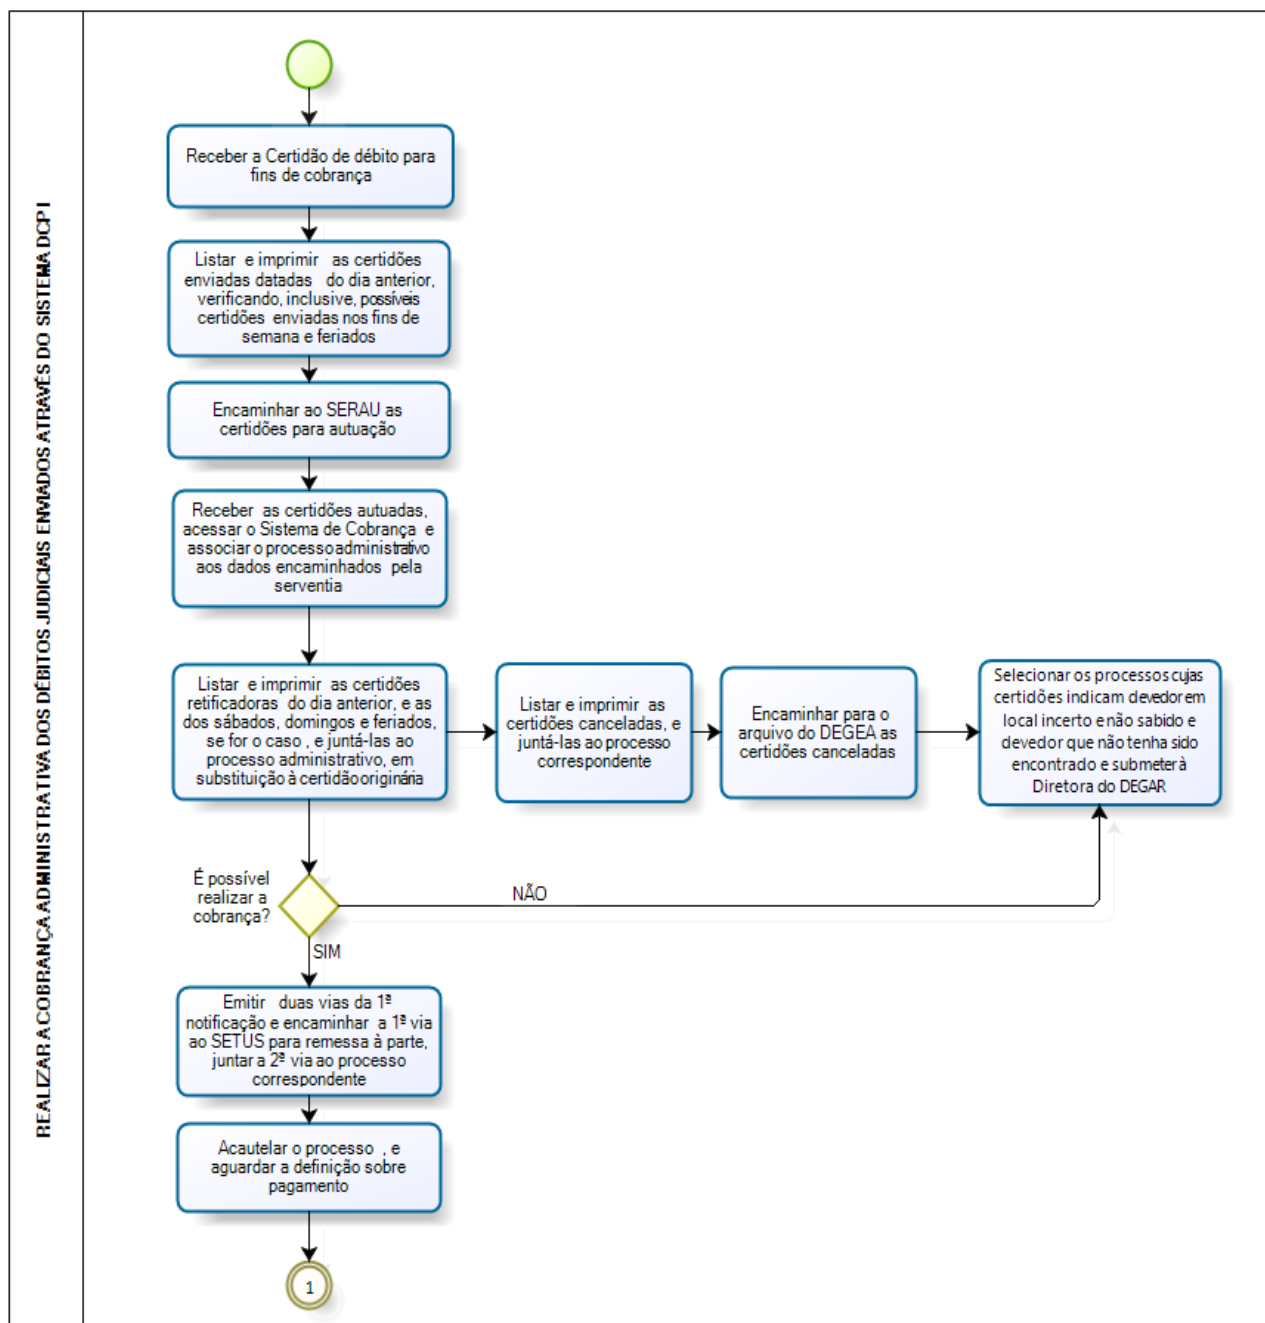 REALIZAR A COBRANÇA ADMINISTRATIVA DOS DÉBITOS JUDICIAIS ENVIADOS ATRAVÉS DO SISTEMA DCP I
Receber a Certidão de débito para
fins de cobrança
Listar e imprimir as certidões
enviadas datadas do dia anterior,
verificando, inclusive, possíveis
certidões enviadas nos fins de
semana e feriados
Encaminhar ao SERAU as
certidões para autuação
Receber as certidões autuadas,
acessar o Sistema de Cobrança e
associar o processo administrativo
aos dados encaminhados pela
serventia
Listar e imprimir as certidões
retificadoras do dia anterior, e as
dos sábados, domingos e feriados,
se for o caso , e juntá-las ao
processo administrativo, em
substituição à certidão originária
Listar e imprimir as
certidões canceladas, e
juntá-las ao processo
correspondente
Encaminhar para o
arquivo do DEGEA as
certidões canceladas
Selecionar os processos cujas
certidões indicam devedor em
local incerto e não sabido e
devedor que não tenha sido
encontrado e submeter à
Diretora do DEGAR
É possível
realizar a
cobrança?
NÃO
SIM
Emitir duas vias da 1ª
notificação e encaminhar a 1ª via
ao SETUS para remessa à parte,
juntar a 2ª via ao processo
correspondente
Acautelar o processo , e
aguardar a definição sobre
pagamento
1